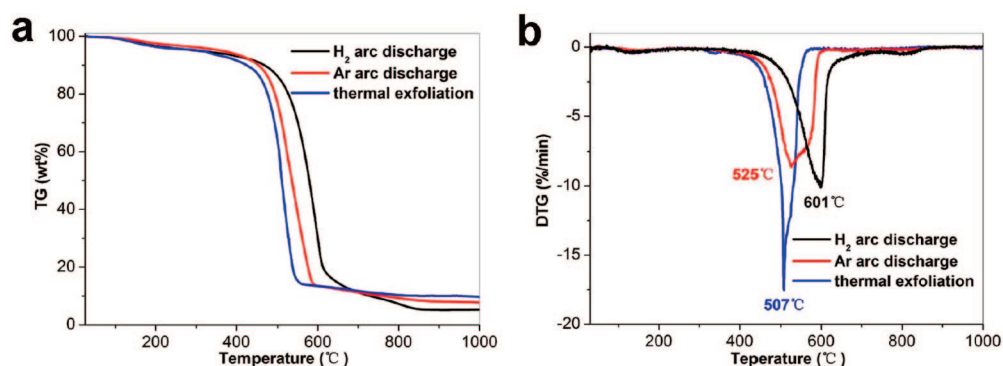 a
TG (wt%)
100
80
60
40
20
0
H₂ arc discharge
Ar arc discharge
thermal exfoliation
200
400
600
800
1000
Temperature (℃)
b
DTG (%/min)
0
-5
-10
-15
-20
525℃
601℃
507℃
H₂ arc discharge
Ar arc discharge
thermal exfoliation
200
400
600
800
1000
Teperature (℃)